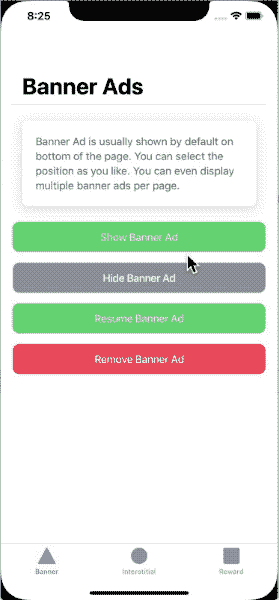 8:25
Banner Ads
Banner Ad is usually shown by default on
bottom of the page. You can select the
position as you like. You can even display
multiple banner ads per page.
Show Banner Ad
Hide Banner Ad
Resume Banner Ad
Remove Banner Ad
Banner Interstitial Reward